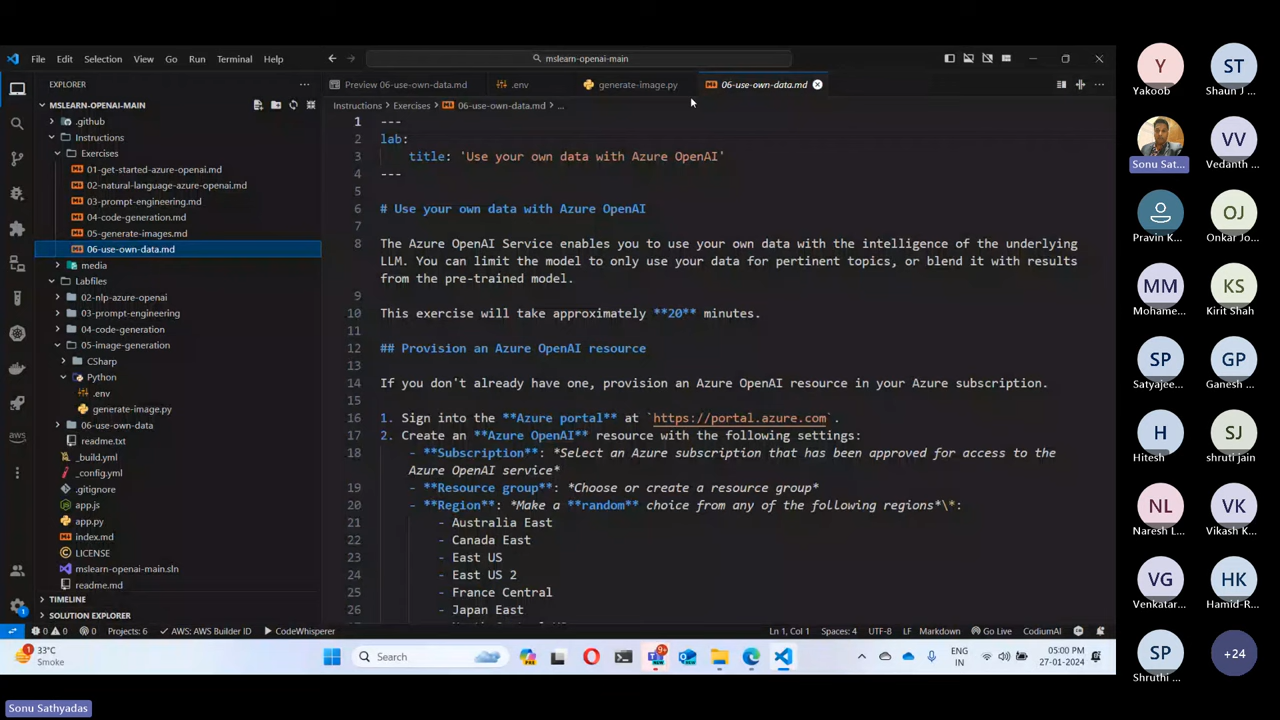 File Edit Selection View Go Run Terminal Help
mslearn-openai-main
EXPLORER
MSLEARN-OPENAI-MAIN
.github
Instructions
Exercises
01-get-started-azure-openai.md
02-natural-language-azure-openai.md
03-prompt-engineering.md
04-code-generation.md
05-generate-images.md
06-use-own-data.md
media
Labfiles
02-nlp-azure-openai
03-prompt-engineering
04-code-generation
05-image-generation
CSharp
Python
.env
generate-image.py
06-use-own-data
readme.txt
_build.yml
_config.yml
.gitignore
app.js
app.py
index.md
LICENSE
mslearn-openai-main.sln
readme.md
TIMELINE
SOLUTION EXPLORER
Preview 06-use-own-data.md .env generate-image.py 06-use-own-data.md
Instructions > Exercises > 06-use-own-data.md > ...
1 ---
2 lab:
3 title: 'Use your own data with Azure OpenAI'
4 ---
5
6 # Use your own data with Azure OpenAI
7
8 The Azure OpenAI Service enables you to use your own data with the intelligence of the underlying
LLM. You can limit the model to only use your data for pertinent topics, or blend it with results
from the pre-trained model.
9
10 This exercise will take approximately **20** minutes.
11
12 ## Provision an Azure OpenAI resource
13
14 If you don't already have one, provision an Azure OpenAI resource in your Azure subscription.
15
16 1. Sign into the **Azure portal** at `https://portal.azure.com`.
17 2. Create an **Azure OpenAI** resource with the following settings:
18 - **Subscription**: *Select an Azure subscription that has been approved for access to the
Azure OpenAI service*
19 - **Resource group**: *Choose or create a resource group*
20 - **Region**: *Make a **random** choice from any of the following regions*\*:
21 - Australia East
22 - Canada East
23 - East US
24 - East US 2
25 - France Central
26 - Japan East
0 0 0 Projects: 6 AWS: AWS Builder ID CodeWhisperer Ln 1, Col 1 Spaces: 4 UTF-8 LF Markdown Go Live CodiumAI
33°C
Smoke
Search
9+
ENG
IN
05:00 PM
27-01-2024
Y
Yakoob
ST
Shaun J ...
Sonu Sat...
VV
Vedanth ...
Pravin K...
OJ
Onkar Jo...
MM
Mohame...
KS
Kirit Shah
SP
Satyajee...
GP
Ganesh ...
H
Hitesh
SJ
shruti jain
NL
Naresh L...
VK
Vikash K...
VG
Venkatar...
HK
Hamid-R...
SP
Shruthi ...
+24
Sonu Sathyadas